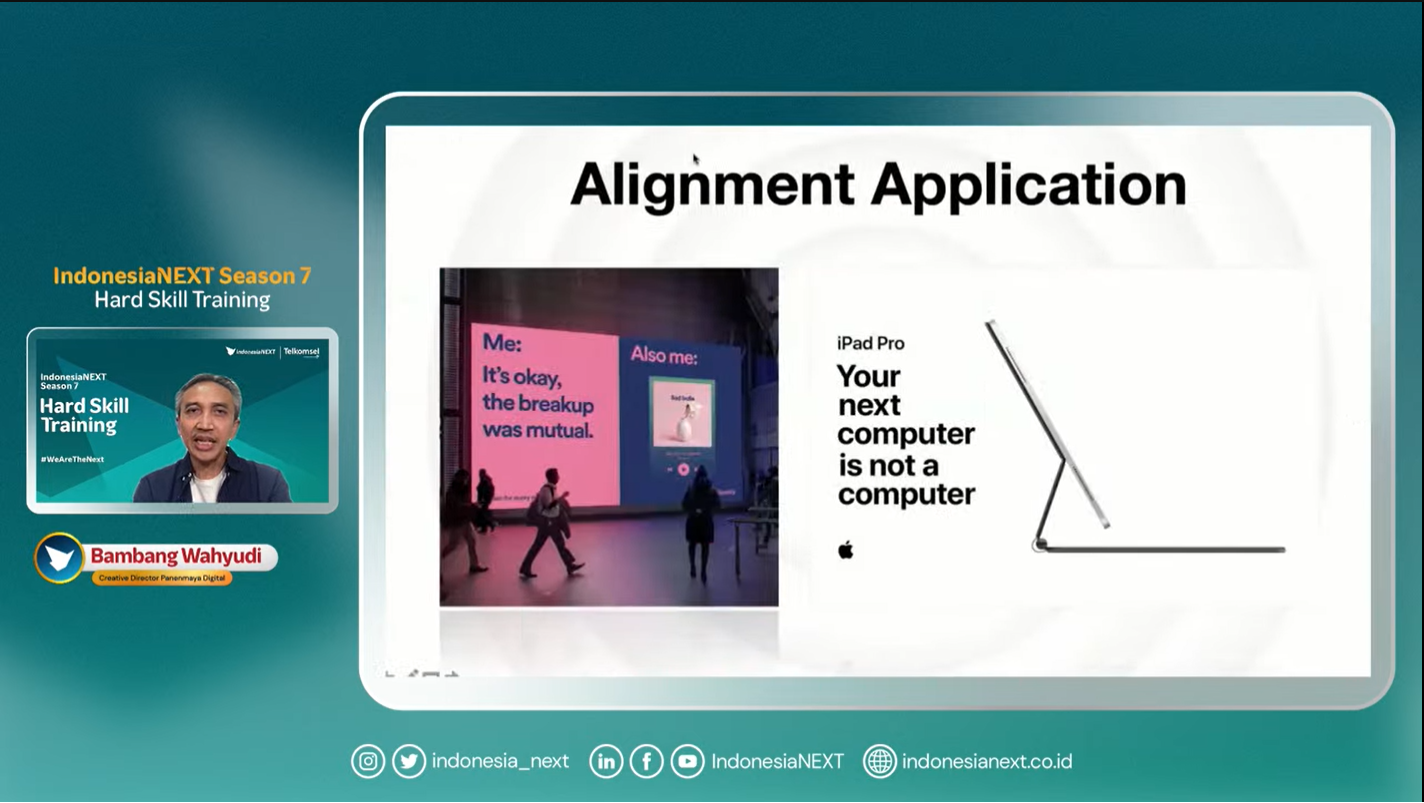 Alignment Application
Me:
It's okay,
the breakup
was mutual.
Also me:
iPad Pro
Your
next
computer
is not a
computer
IndonesiaNEXT Season 7
Hard Skill Training
IndonesiaNEXT | Telkomsel
IndonesiaNEXT
Season 7
Hard Skill
Training
#WeAreTheNext
Bambang Wahyudi
Creative Director Panenmaya Digital
indonesia_next IndonesiaNEXT indonesianext.co.id